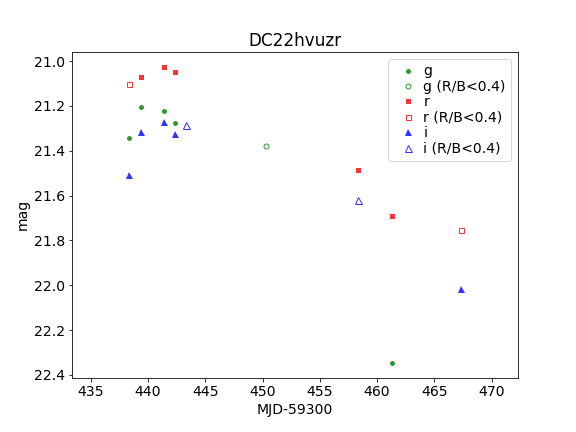 DC22hvuzr
g
g (R/B<0.4)
r
r (R/B<0.4)
i
i (R/B<0.4)
mag
21.0
21.2
21.4
21.6
21.8
22.0
22.2
22.4
435 440 445 450 455 460 465 470
MJD-59300